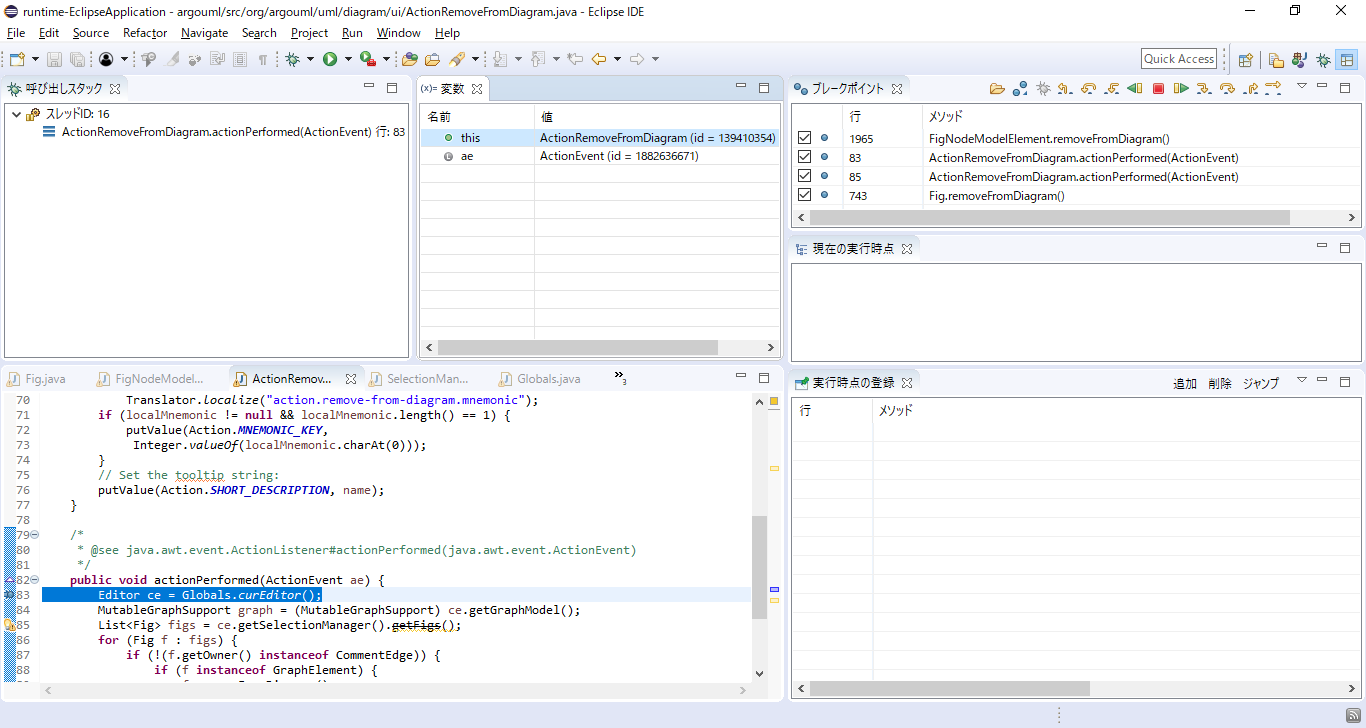 runtime-EclipseApplication - argouml/src/org/argouml/uml/diagram/ui/ActionRemoveFromDiagram.java - Eclipse IDE
File Edit Source Refactor Navigate Search Project Run Window Help
Quick Access
呼び出しスタック
スレッドID: 16
ActionRemoveFromDiagram.actionPerformed(ActionEvent) 行: 83
(x)= 変数
名前 値
this ActionRemoveFromDiagram (id = 139410354)
ae ActionEvent (id = 1882636671)
ブレークポイント
行 メソッド
1965 FigNodeModelElement.removeFromDiagram()
83 ActionRemoveFromDiagram.actionPerformed(ActionEvent)
85 ActionRemoveFromDiagram.actionPerformed(ActionEvent)
743 Fig.removeFromDiagram()
現在の実行時点
Fig.java FigNodeModel... ActionRemov... SelectionMan... Globals.java »3
70 Translator.localize("action.remove-from-diagram.mnemonic");
71 if (localMnemonic != null && localMnemonic.length() == 1) {
72 putValue(Action.MNEMONIC_KEY,
73 Integer.valueOf(localMnemonic.charAt(0)));
74 }
75 // Set the tooltip string:
76 putValue(Action.SHORT_DESCRIPTION, name);
77 }
78
79 /*
80 * @see java.awt.event.ActionListener#actionPerformed(java.awt.event.ActionEvent)
81 */
82 public void actionPerformed(ActionEvent ae) {
83 Editor ce = Globals.curEditor();
84 MutableGraphSupport graph = (MutableGraphSupport) ce.getGraphModel();
85 List<Fig> figs = ce.getSelectionManager().getFigs();
86 for (Fig f : figs) {
87 if (!(f.getOwner() instanceof CommentEdge)) {
88 if (f instanceof GraphElement) {
実行時点の登録 追加 削除 ジャンプ
行 メソッド